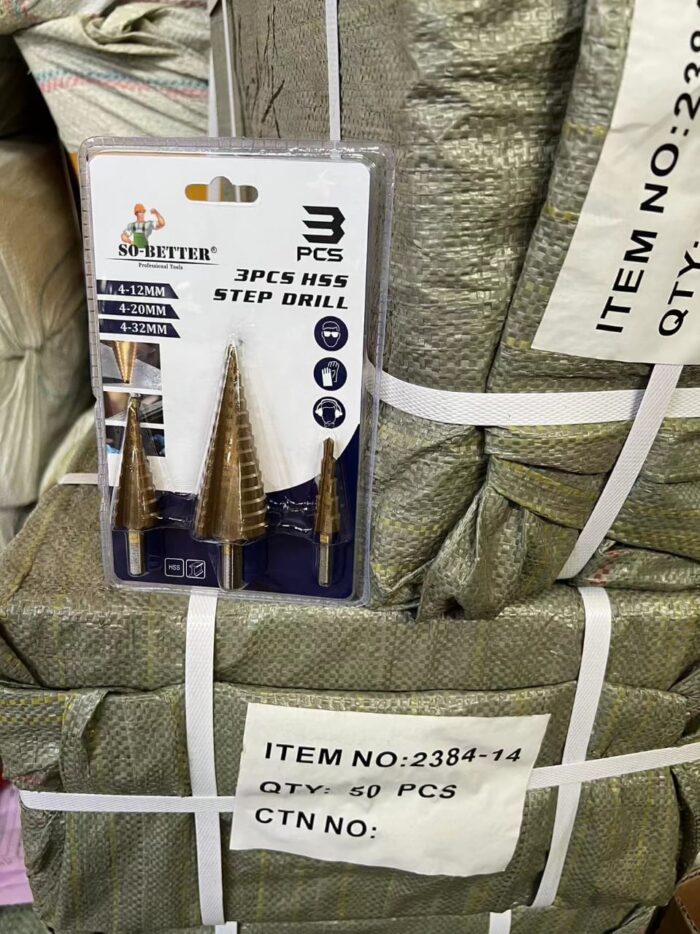 SO-BETTER®
Professional Tools
3
PCS
3PCS HSS
STEP DRILL
4-12MM
4-20MM
4-32MM
HSS
ITEM NO:238
QTY:
ITEM NO:2384-14
QTY: 50 PCS
CTN NO: